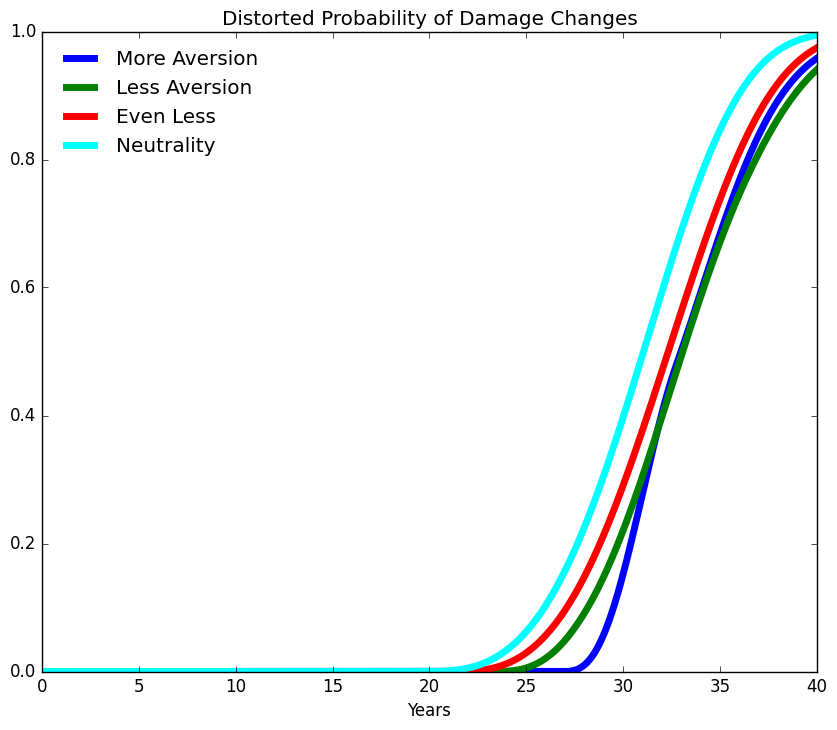 Distorted Probability of Damage Changes
1.0
0.8
0.6
0.4
0.2
0.0
More Aversion
Less Aversion
Even Less
Neutrality
0 5 10 15 20 25 30 35 40
Years